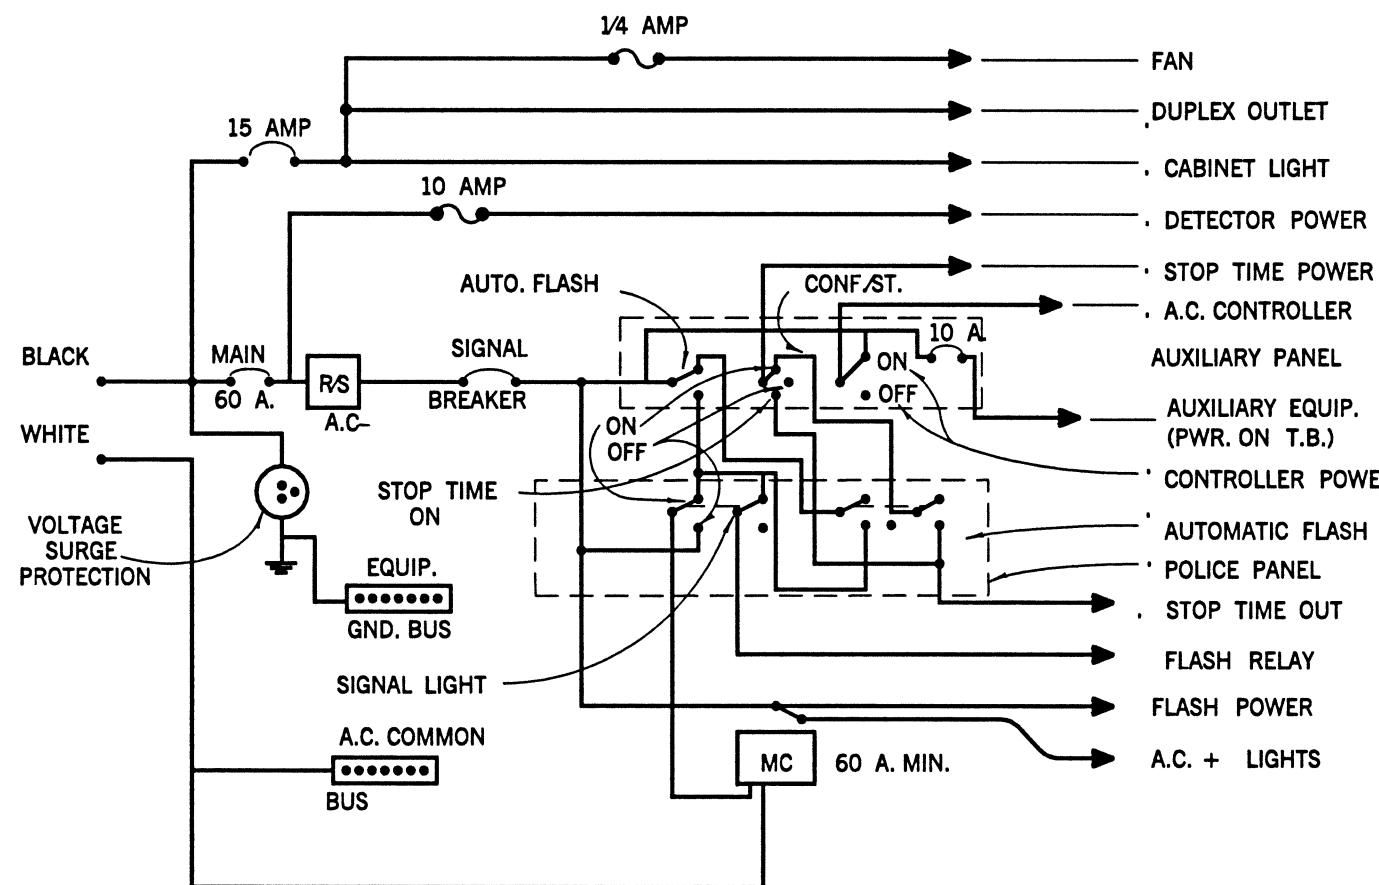 1/4 AMP
FAN
DUPLEX OUTLET
15 AMP
CABINET LIGHT
10 AMP
DETECTOR POWER
STOP TIME POWER
AUTO. FLASH
CONF/ST.
A.C. CONTROLLER
10 A.
BLACK
MAIN
60 A.
R/S
A.C-
SIGNAL
BREAKER
ON
OFF
AUXILIARY PANEL
AUXILIARY EQUIP.
(PWR. ON T.B.)
WHITE
ON
OFF
CONTROLLER POWE
STOP TIME
ON
VOLTAGE
SURGE
PROTECTION
AUTOMATIC FLASH
EQUIP.
GND. BUS
POLICE PANEL
STOP TIME OUT
FLASH RELAY
SIGNAL LIGHT
FLASH POWER
A.C. COMMON
BUS
MC
60 A. MIN.
A.C. + LIGHTS